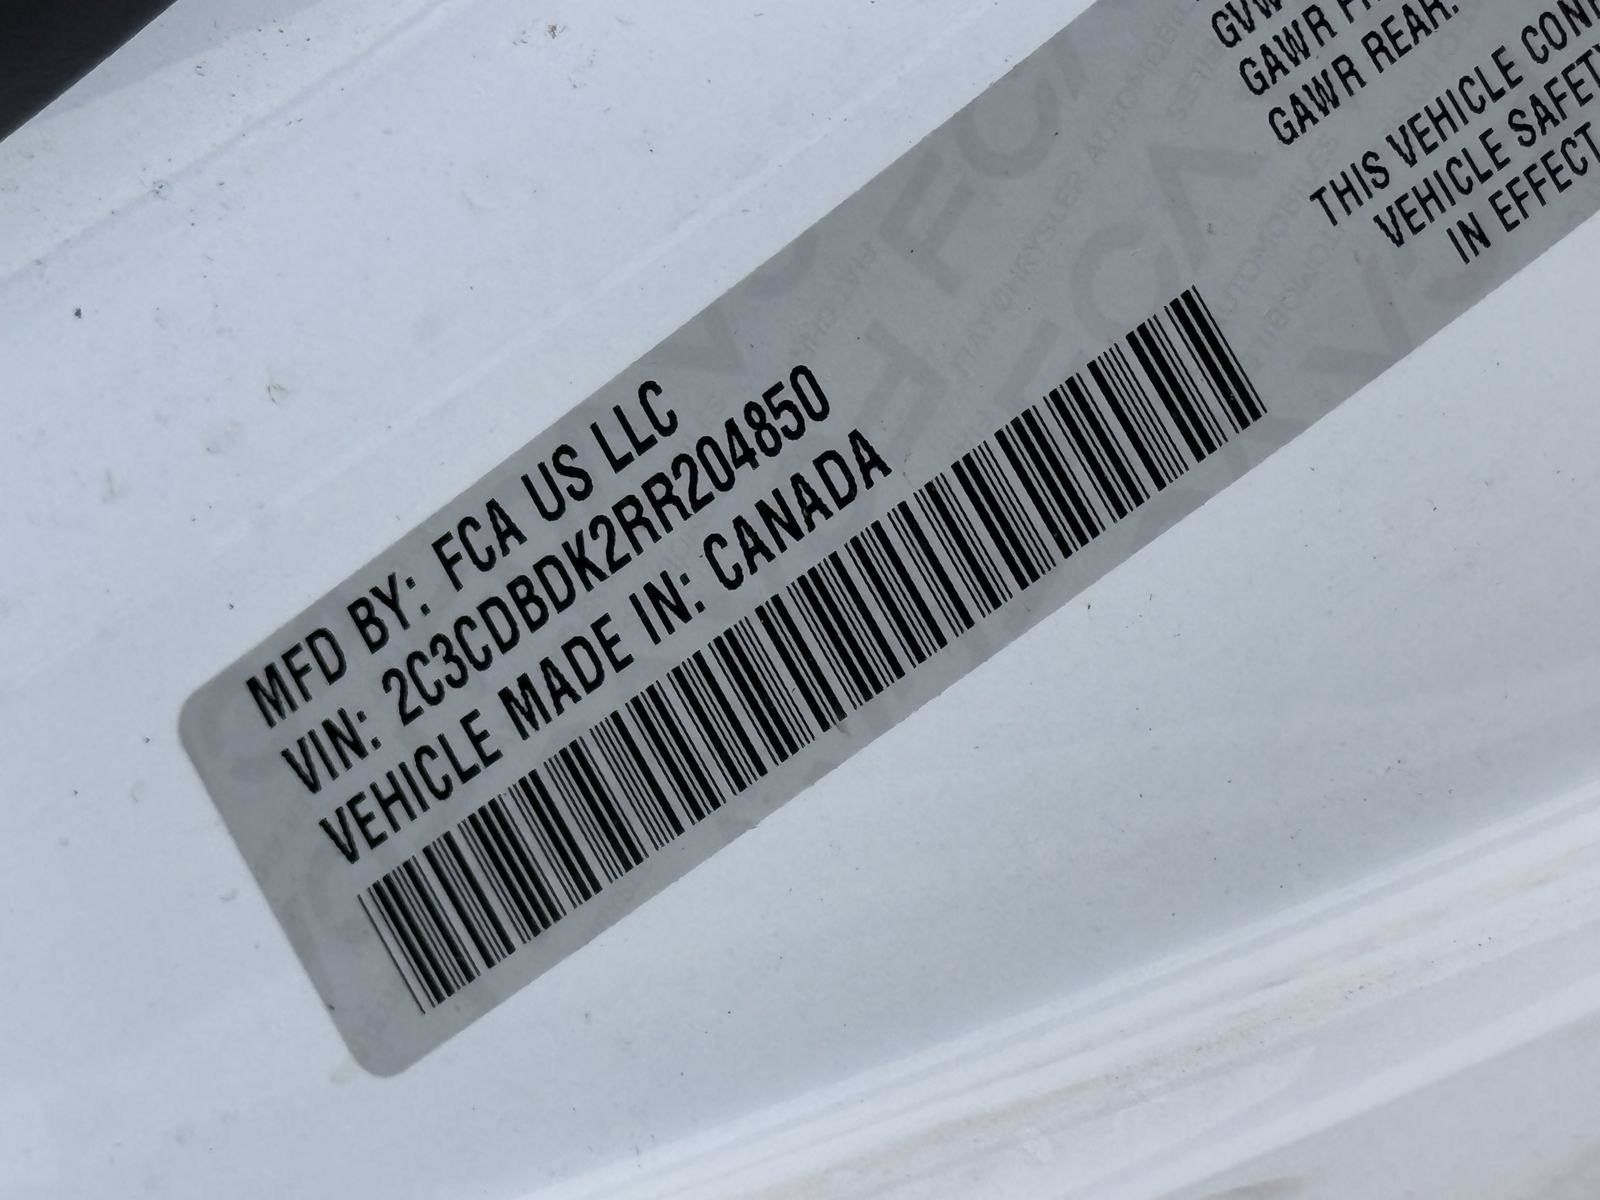 MFD BY: FCA US LLC
VIN: 2C3CDBDK2RR204850
VEHICLE MADE IN: CANADA
GAWR
GAWR REAR:
THIS VEHICLE
VEHICLE
IN EFFECT